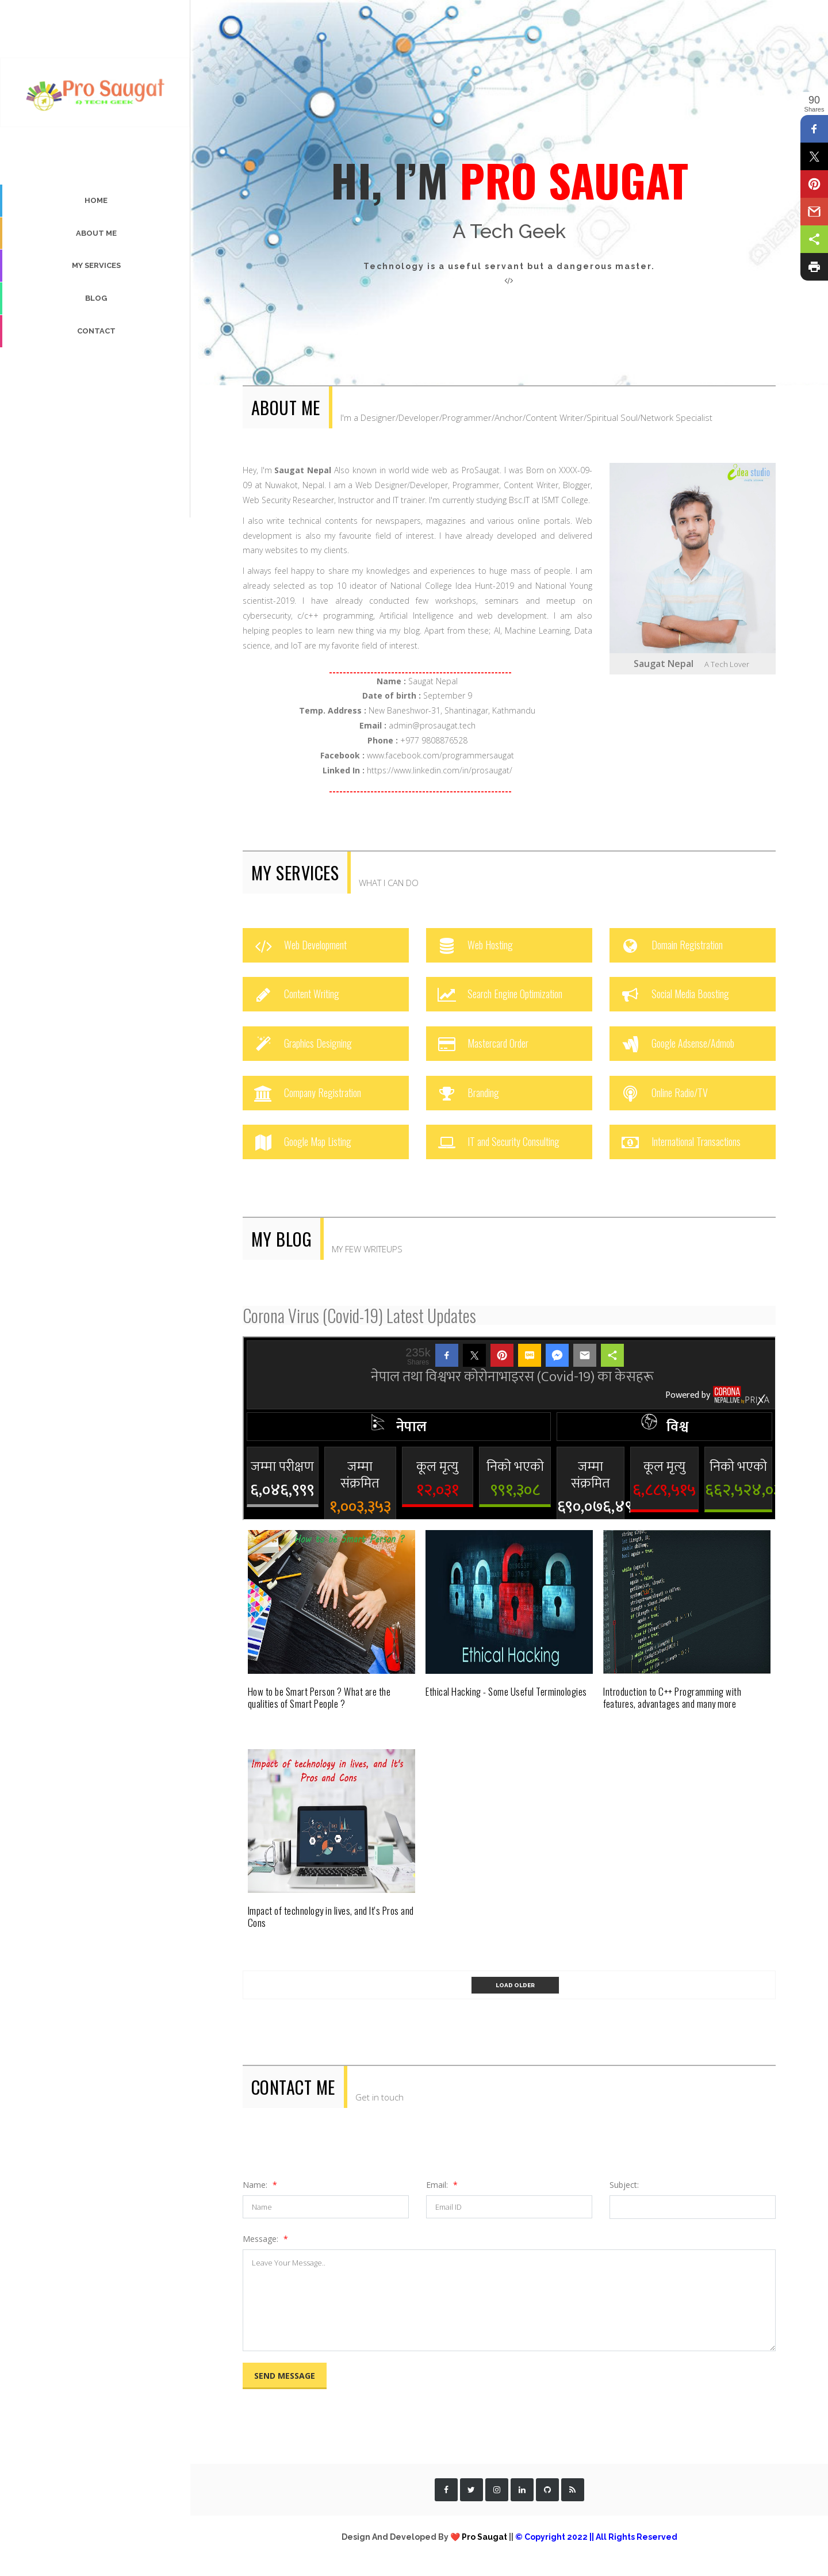 Pro Saugat
A TECH GEEK
HOME
ABOUT ME
MY SERVICES
BLOG
CONTACT
90
Shares
HI, I'M PRO SAUGAT
A Tech Geek
Technology is a useful servant but a dangerous master.
ABOUT ME
I'm a Designer/Developer/Programmer/Anchor/Content Writer/Spiritual Soul/Network Specialist
Hey, I'm Saugat Nepal Also known in world wide web as ProSaugat. I was Born on XXXX-09-
09 at Nuwakot, Nepal. I am a Web Designer/Developer, Programmer, Content Writer, Blogger,
Web Security Researcher, Instructor and IT trainer. I'm currently studying Bsc.IT at ISMT College.
I also write technical contents for newspapers, magazines and various online portals. Web
development is also my favourite field of interest. I have already developed and delivered
many websites to my clients.
I always feel happy to share my knowledges and experiences to huge mass of people. I am
already selected as top 10 ideator of National College Idea Hunt-2019 and National Young
scientist-2019. I have already conducted few workshops, seminars and meetup on
cybersecurity, c/c++ programming, Artificial Intelligence and web development. I am also
helping peoples to learn new thing via my blog. Apart from these; AI, Machine Learning, Data
science, and IoT are my favorite field of interest.
idea studio
Saugat Nepal A Tech Lover
Name : Saugat Nepal
Date of birth : September 9
Temp. Address : New Baneshwor-31, Shantinagar, Kathmandu
Email : admin@prosaugat.tech
Phone : +977 9808876528
Facebook : www.facebook.com/programmersaugat
Linked In : https://www.linkedin.com/in/prosaugat/
MY SERVICES
WHAT I CAN DO
Web Development
Web Hosting
Domain Registration
Content Writing
Search Engine Optimization
Social Media Boosting
Graphics Designing
Mastercard Order
Google Adsense/Admob
Company Registration
Branding
Online Radio/TV
Google Map Listing
IT and Security Consulting
International Transactions
MY BLOG
MY FEW WRITEUPS
Corona Virus (Covid-19) Latest Updates
235k
Shares
नेपाल तथा विश्वभर कोरोनाभाइरस (Covid-19) का केसहरू
Powered by CORONA NEPAL.LIVE by PRIXA
नेपाल
विश्व
जम्मा परीक्षण
६,०४६,९९९
जम्मा संक्रमित
१,००३,३५३
कूल मृत्यु
१२,०३१
निको भएको
९९१,३०८
जम्मा संक्रमित
६९०,०७६,४९
कूल मृत्यु
६,८८९,५१५
निको भएको
६६२,५२४,०३
How to be Smart Person ?
Ethical Hacking
How to be Smart Person ? What are the
qualities of Smart People ?
Ethical Hacking - Some Useful Terminologies
Introduction to C++ Programming with
features, advantages and many more
Impact of technology in lives, and It's
Pros and Cons
Impact of technology in lives, and It's Pros and
Cons
LOAD OLDER
CONTACT ME
Get in touch
Name: *
Email: *
Subject:
Name
Email ID
Message: *
Leave Your Message..
SEND MESSAGE
Design And Developed By ❤️ Pro Saugat || © Copyright 2022 || All Rights Reserved